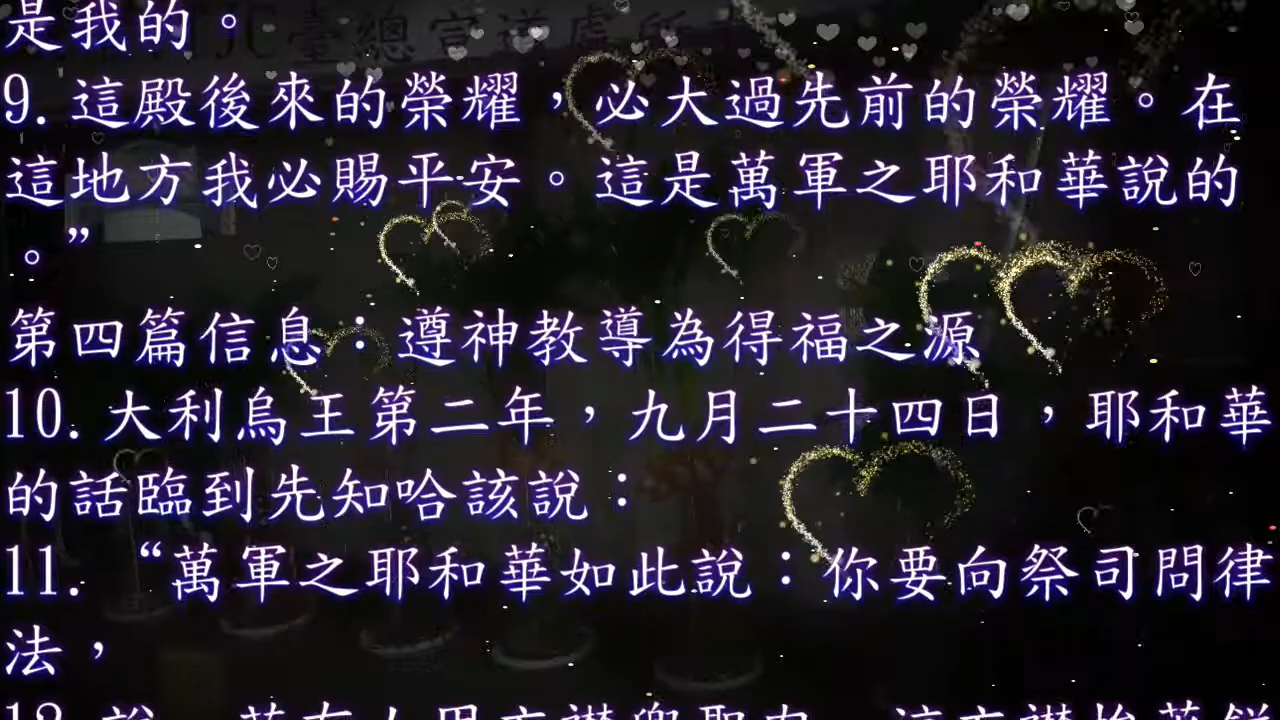 是我的。
9.這殿後來的榮耀，必大過先前的榮耀。在
這地方我必賜平安。這是萬軍之耶和華說的
。”
第四篇信息：遵神教導為得福之源
10.大利烏王第二年，九月二十四日，耶和華
的話臨到先知哈該說：
11.“萬軍之耶和華如此說：你要向祭司問律
法，